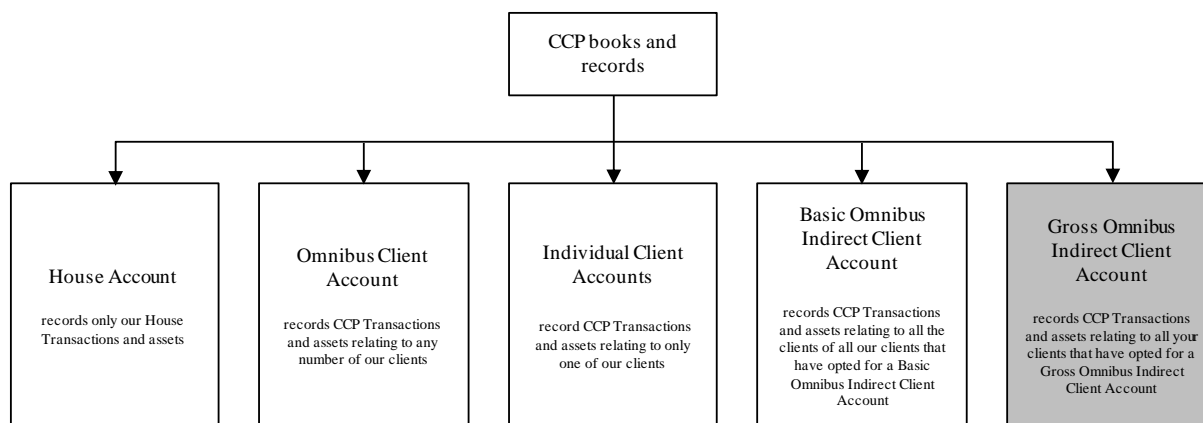 CCP books and
records
House Account
records only our House
Transactions and assets
Omnibus Client
Account
records CCP Transactions
and assets relating to any
number of our clients
Individual Client
Accounts
record CCP Transactions
and assets relating to only
one of our clients
Basic Omnibus
Indirect Client
Account
records CCP Transactions
and assets relating to all the
clients of all our clients that
have opted for a Basic
Omnibus Indirect Client
Account
Gross Omnibus
Indirect Client
Account
records CCP Transactions
and assets relating to all your
clients that have opted for a
Gross Omnibus Indirect
Client Account